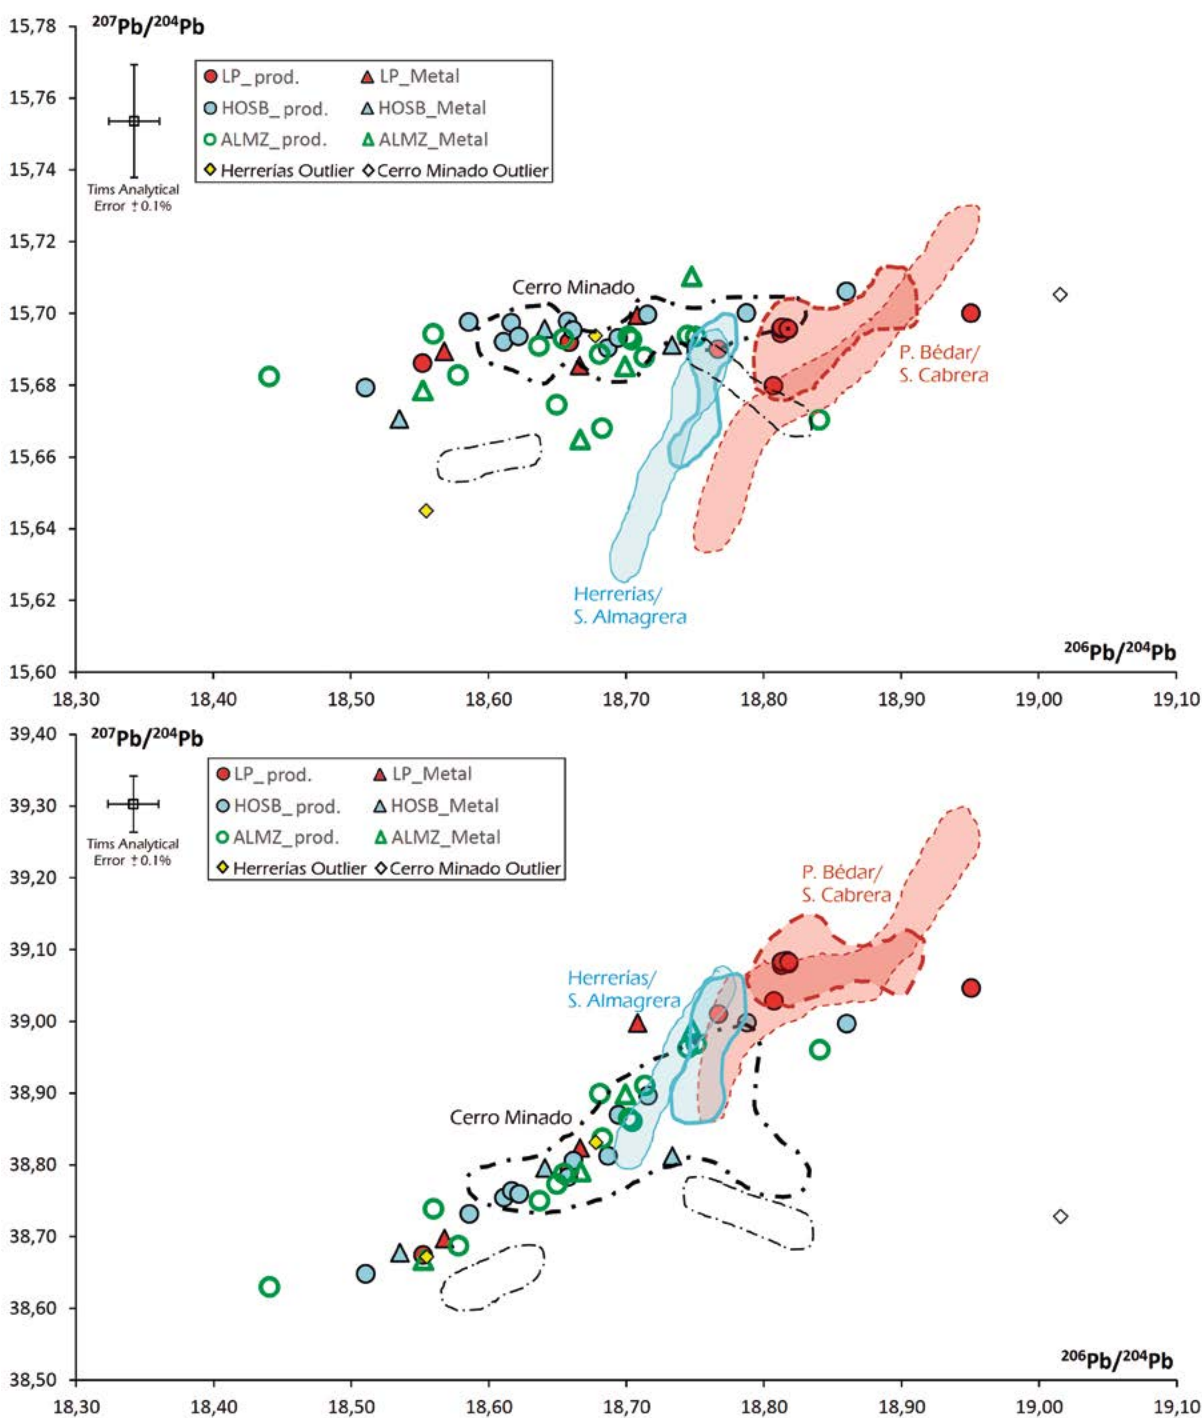 15,78
²⁰⁷Pb/²⁰⁴Pb
15,76
15,74
15,72
15,70
15,68
15,66
15,64
15,62
15,60
LP_prod. LP_Metal
HOSB_prod. HOSB_Metal
ALMZ_prod. ALMZ_Metal
Herrerías Outlier Cerro Minado Outlier
Tims Analytical
Error ±0.1%
Cerro Minado
P. Bédar/
S. Cabrera
Herrerias/
S. Almagrera
²⁰⁶Pb/²⁰⁴Pb
18,30 18,40 18,50 18,60 18,70 18,80 18,90 19,00 19,10
39,40
²⁰⁷Pb/²⁰⁴Pb
39,30
39,20
39,10
39,00
38,90
38,80
38,70
38,60
38,50
LP_prod. LP_Metal
HOSB_prod. HOSB_Metal
ALMZ_prod. ALMZ_Metal
Herrerías Outlier Cerro Minado Outlier
Tims Analytical
Error ±0.1%
P. Bédar/
S. Cabrera
Herrerías/
S. Almagrera
Cerro Minado
²⁰⁶Pb/²⁰⁴Pb
18,30 18,40 18,50 18,60 18,70 18,80 18,90 19,00 19,10